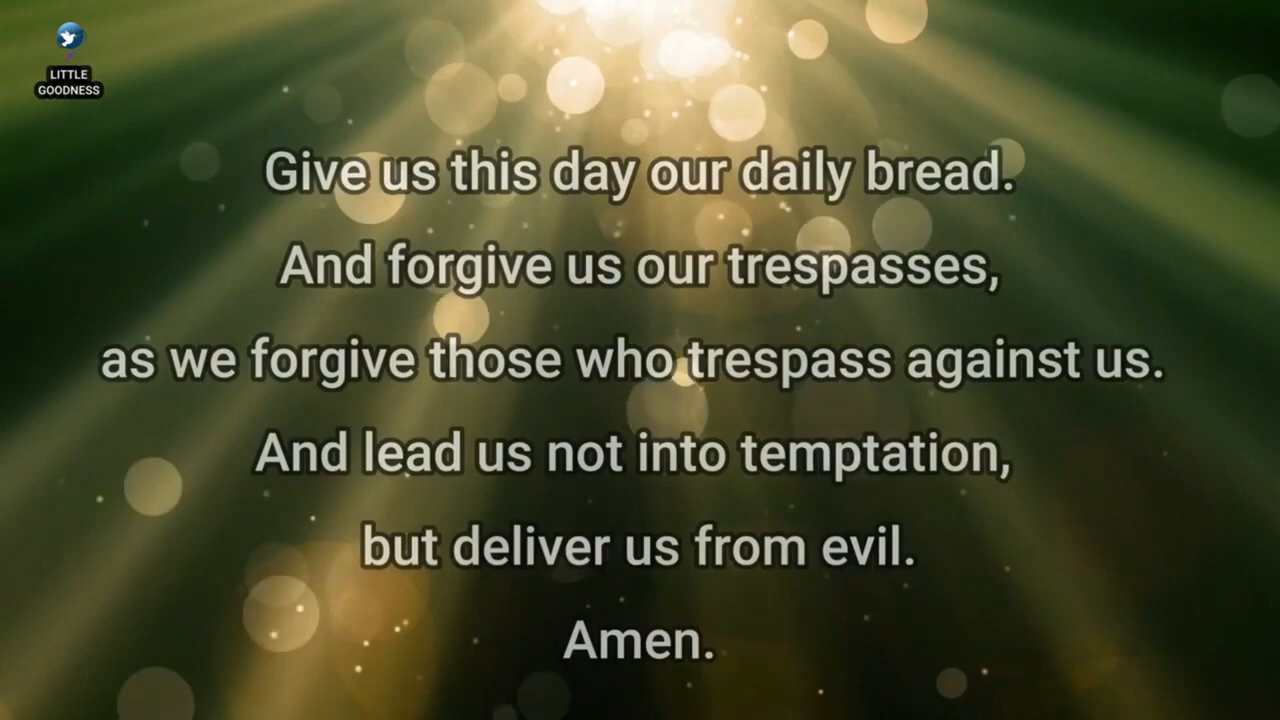 LITTLE
GOODNESS
Give us this day our daily bread.
And forgive us our trespasses,
as we forgive those who trespass against us.
And lead us not into temptation,
but deliver us from evil.
Amen.